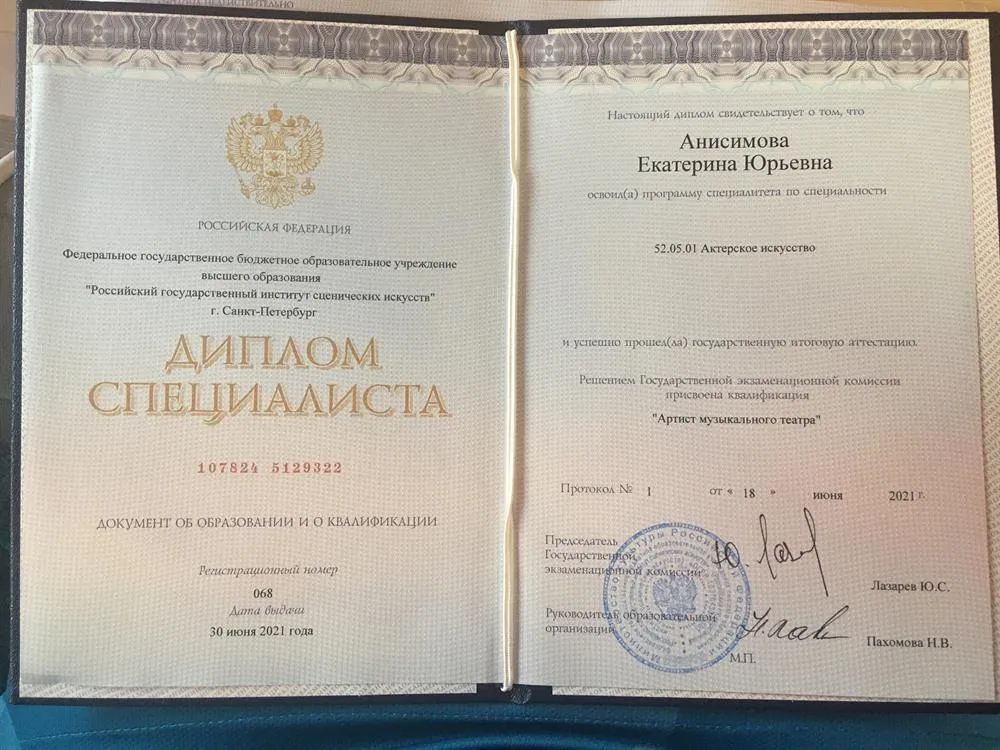 РОССИЙСКАЯ ФЕДЕРАЦИЯ
Федеральное государственное бюджетное образовательное учреждение
высшего образования
"Российский государственный институт сценических искусств"
г. Санкт-Петербург
ДИПЛОМ
СПЕЦИАЛИСТА
107824 5129322
ДОКУМЕНТ ОБ ОБРАЗОВАНИИ И О КВАЛИФИКАЦИИ
Регистрационный номер
068
Дата выдачи
30 июня 2021 года
Настоящий диплом свидетельствует о том, что
Анисимова
Екатерина Юрьевна
освоил(а) программу специалитета по специальности
52.05.01 Актерское искусство
и успешно прошел(ла) государственную итоговую аттестацию.
Решением Государственной экзаменационной комиссии
присвоена квалификация
"Артист музыкального театра"
Протокол № 1 от « 18 » июня 2021 г.
Председатель
Государственной
экзаменационной комиссии
Лазарев Ю.С.
Руководитель образовательной
организации
Пахомова Н.В.
М.П.